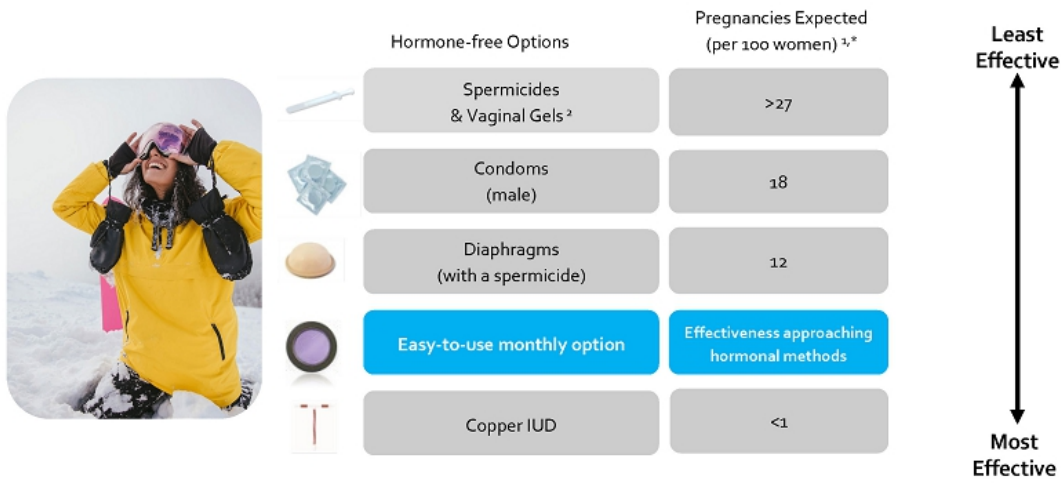 Hormone-free Options
Pregnancies Expected
(per 100 women) ¹,*
Least
Effective
Spermicides
& Vaginal Gels ²
>27
Condoms
(male)
18
Diaphragms
(with a spermicide)
12
Easy-to-use monthly option
Effectiveness approaching
hormonal methods
Copper IUD
<1
Most
Effective